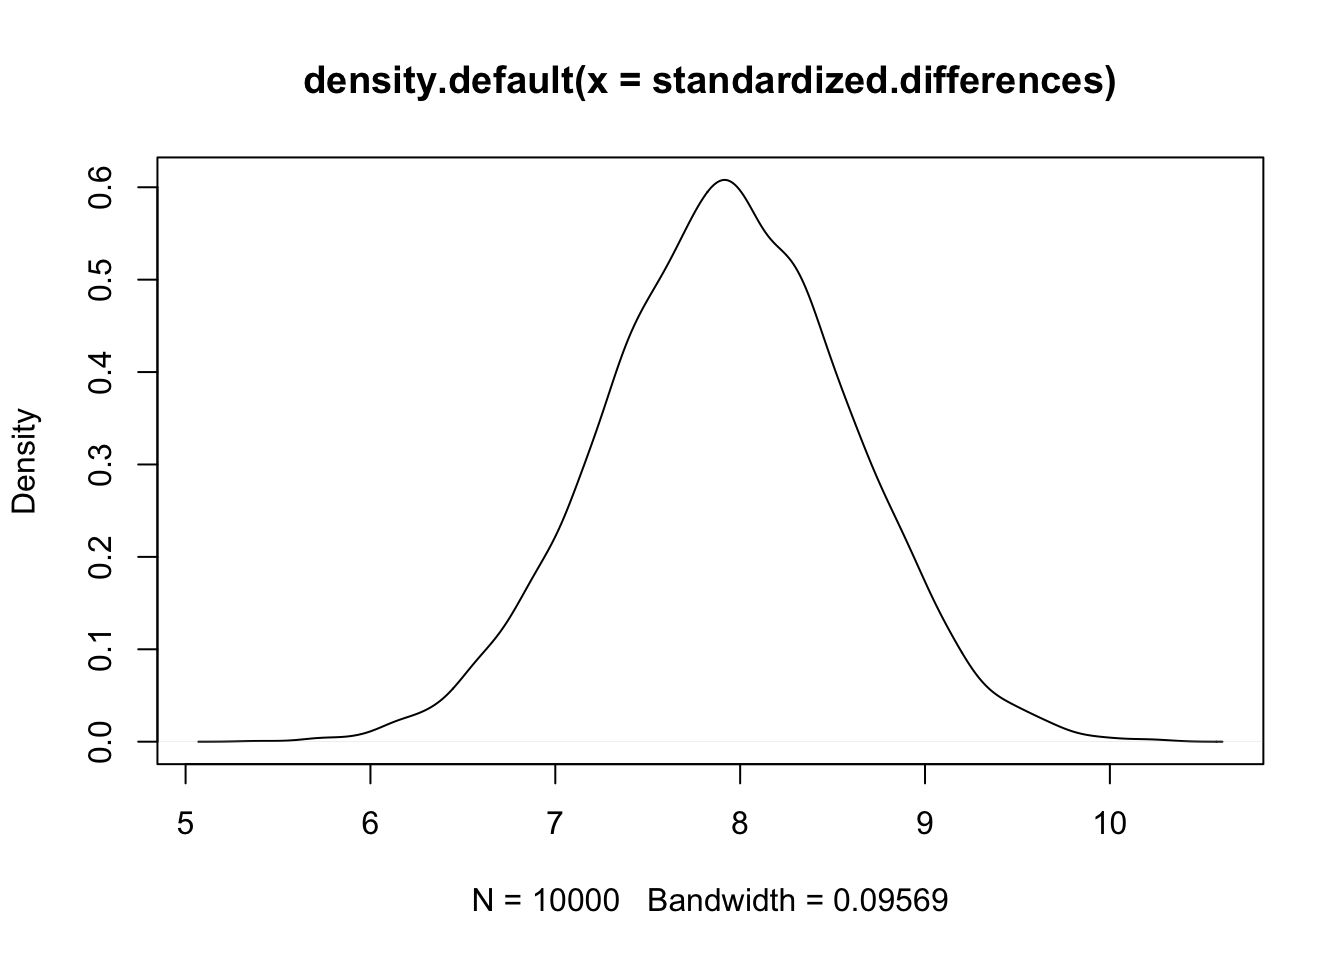 density.default(x = standardized.differences)
Density
0.6
0.5
0.4
0.3
0.2
0.1
0.0
5 6 7 8 9 10
N = 10000 Bandwidth = 0.09569